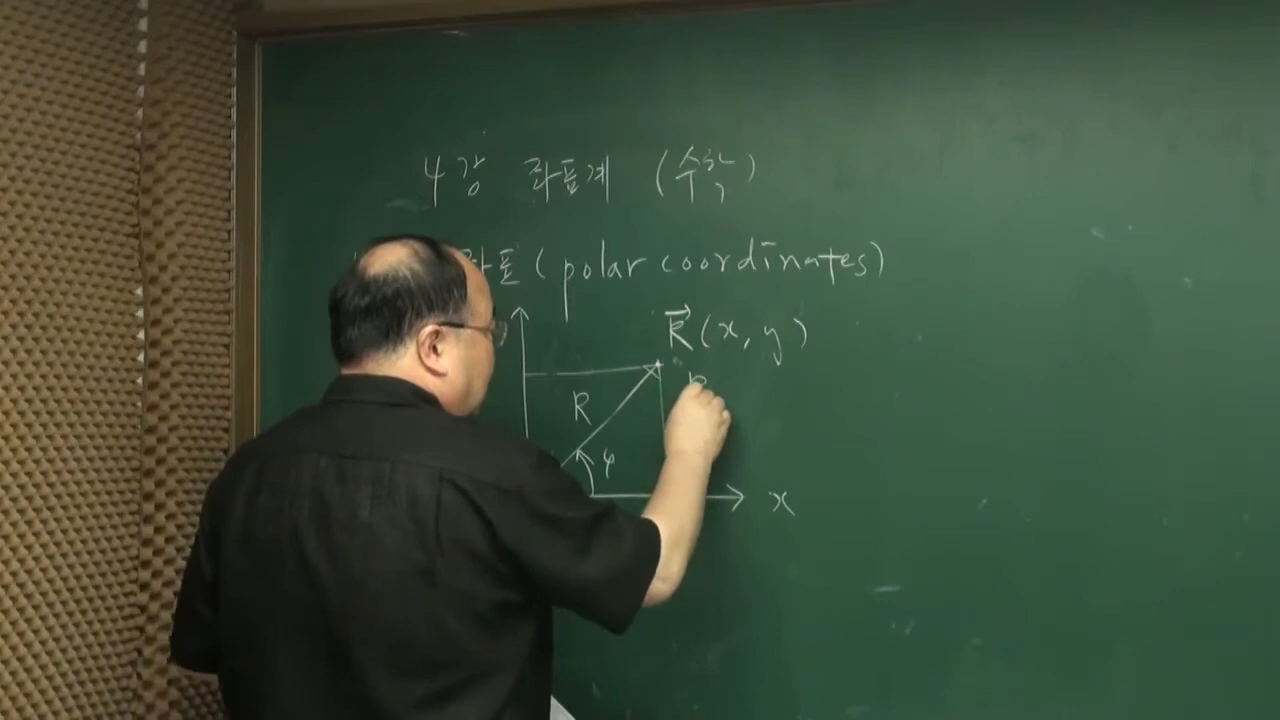 4강 좌표계 (수학)
좌표 (polar coordinates)
R⃗ (x, y)
R
φ
x